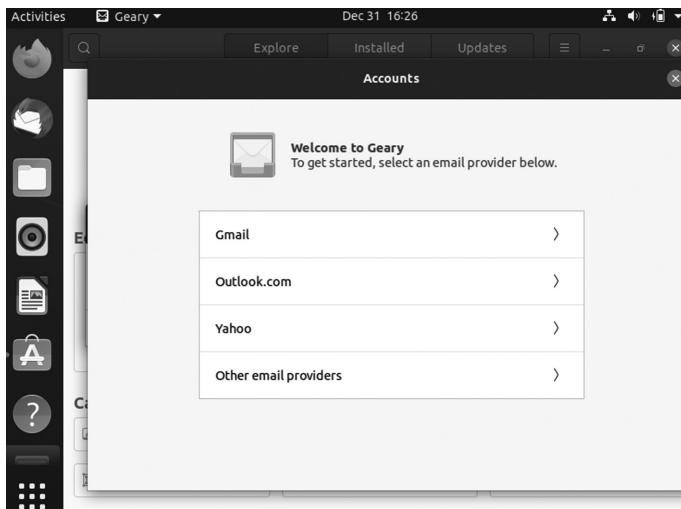 Activities
Geary
Dec 31 16:26
Explore
Installed
Updates
Accounts
Welcome to Geary
To get started, select an email provider below.
Gmail
Outlook.com
Yahoo
Other email providers